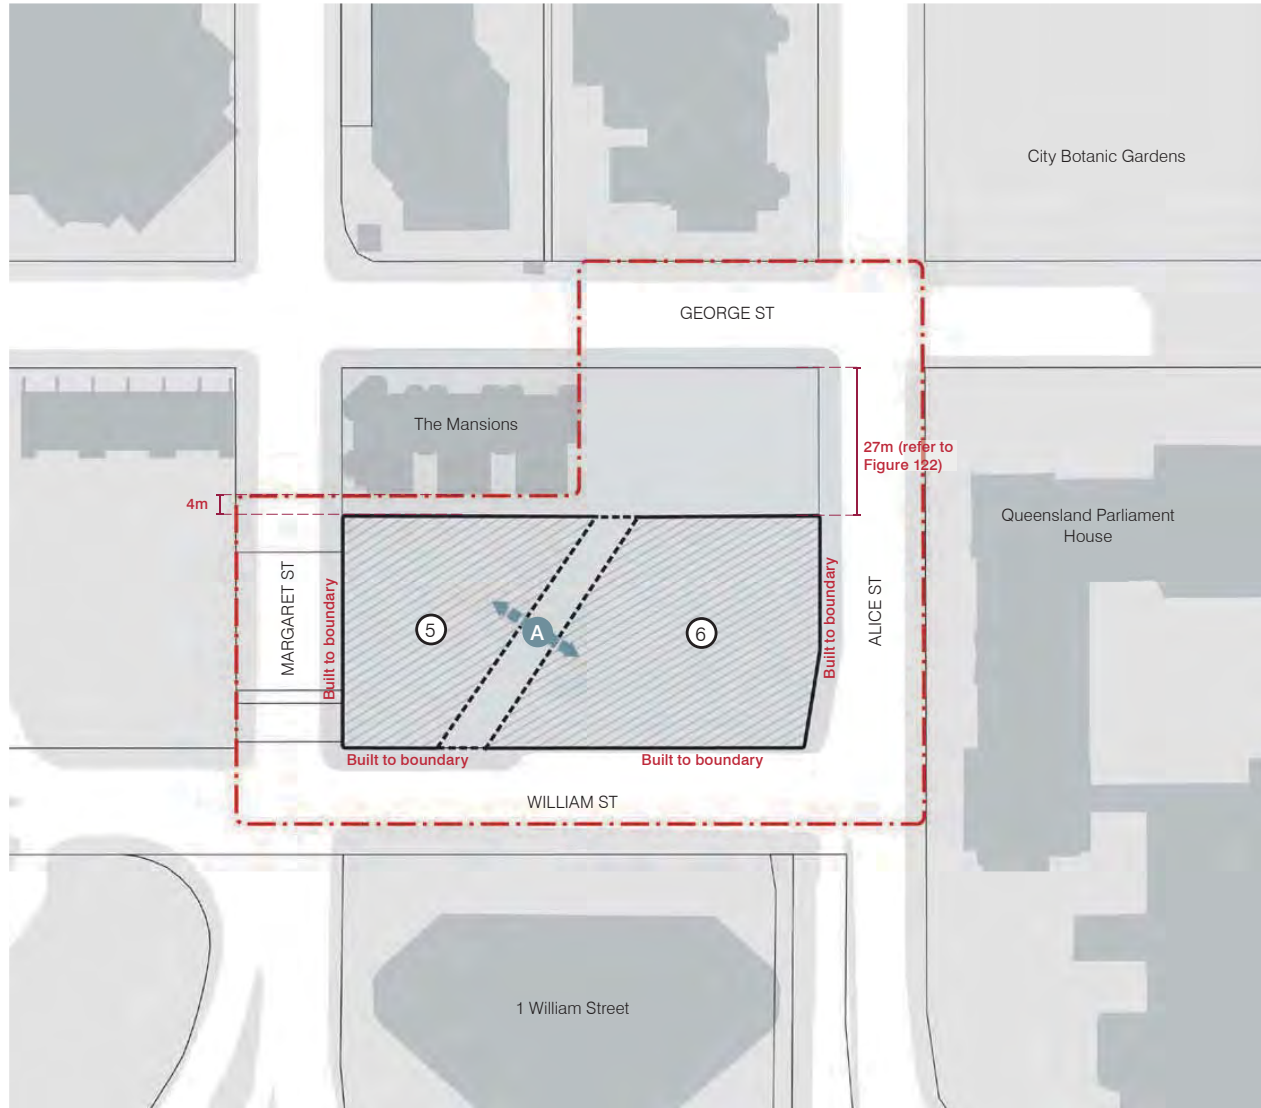 City Botanic Gardens
GEORGE ST
The Mansions
27m (refer to
Figure 122)
4m
Queensland Parliament
House
MARGARET ST
Built to boundary
5
A
6
Built to boundary
ALICE ST
Built to boundary
Built to boundary
WILLIAM ST
1 William Street